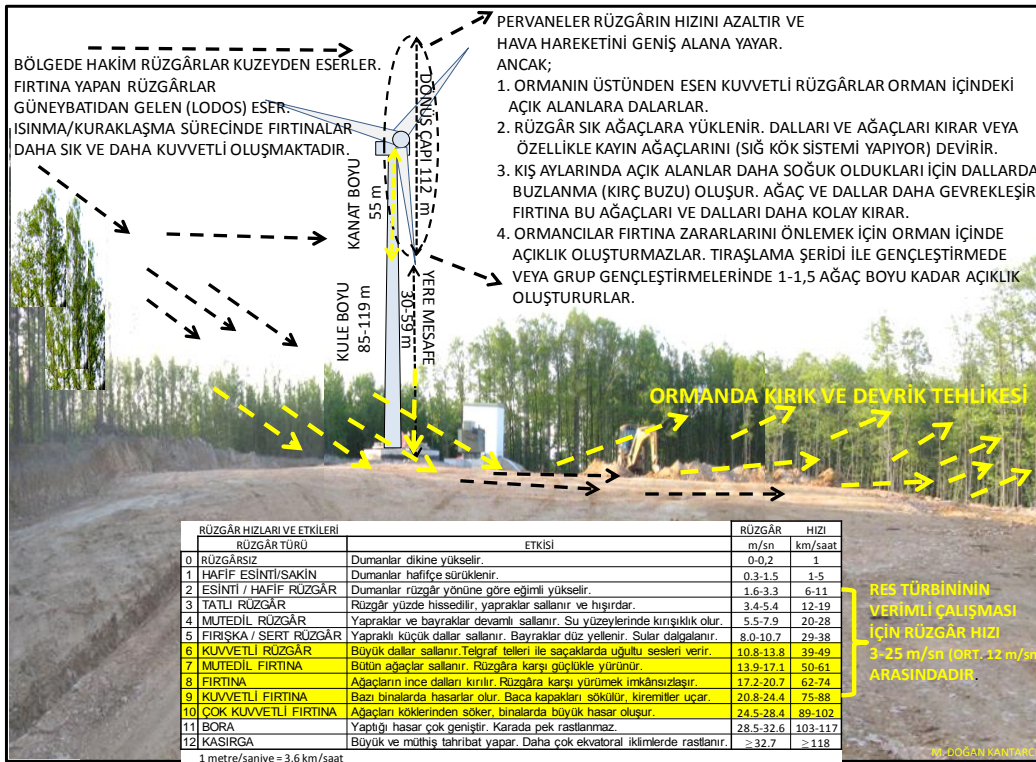 BÖLGEDE HAKİM RÜZGÂRLAR KUZEYDEN ESERLER.
FIRTINA YAPAN RÜZGÂRLAR
GÜNEYBATIDAN GELEN (LODOS) ESER.
ISINMA/KURAKLAŞMA SÜRECİNDE FIRTINALAR
DAHA SIK VE DAHA KUVVETLİ OLUŞMAKTADIR.
PERVANELER RÜZGÂRIN HIZINI AZALTIR VE
HAVA HAREKETİNİ GENİŞ ALANA YAYAR.
ANCAK;
1. ORMANIN ÜSTÜNDEN ESEN KUVVETLİ RÜZGÂRLAR ORMAN İÇİNDEKİ
AÇIK ALANLARA DALARLAR.
2. RÜZGÂR SIK AĞAÇLARA YÜKLENİR. DALLARI VE AĞAÇLARI KIRAR VEYA
ÖZELLİKLE KAYIN AĞAÇLARINI (SIĞ KÖK SİSTEMİ YAPIYOR) DEVİRİR.
3. KIŞ AYLARINDA AÇIK ALANLAR DAHA SOĞUK OLDUKLARI İÇİN DALLARDA
BUZLANMA (KIRÇ BUZU) OLUŞUR. AĞAÇ VE DALLAR DAHA GEVREKLEŞİR
FIRTINA BU AĞAÇLARI VE DALLARI DAHA KOLAY KIRAR.
4. ORMANCILAR FIRTINA ZARARLARINI ÖNLEMEK İÇİN ORMAN İÇİNDE
AÇIKLIK OLUŞTURMAZLAR. TIRAŞLAMA ŞERİDİ İLE GENÇLEŞTİRMEDE
VEYA GRUP GENÇLEŞTİRMELERİNDE 1-1,5 AĞAÇ BOYU KADAR AÇIKLIK
OLUŞTURURLAR.
DÖNÜŞ ÇAPI 112 m
KANAT BOYU
55 m
KULE BOYU
85-119 m
YERE MESAFE
30-59 m
ORMANDA KIRIK VE DEVRİK TEHLİKESİ
RÜZGÂR HIZLARI VE ETKİLERİ RÜZGÂR HIZI
RÜZGÂR TÜRÜ ETKİSİ m/sn km/saat
0 RÜZGÂRSIZ Dumanlar dikine yükselir. 0-0,2 1
1 HAFİF ESİNTİ/SAKİN Dumanlar hafifçe sürüklenir. 0.3-1.5 1-5
2 ESİNTİ / HAFİF RÜZGÂR Dumanlar rüzgâr yönüne göre eğimli yükselir. 1.6-3.3 6-11
3 TATLI RÜZGÂR Rüzgâr yüzde hissedilir, yapraklar sallanır ve hışırdar. 3.4-5.4 12-19
4 MUTEDİL RÜZGÂR Yapraklar ve bayraklar devamlı sallanır. Su yüzeylerinde kırışıklık olur. 5.5-7.9 20-28
5 FIRIŞKA / SERT RÜZGÂR Yapraklı küçük dallar sallanır. Bayraklar düz yellenir. Sular dalgalanır. 8.0-10.7 29-38
6 KUVVETLİ RÜZGÂR Büyük dallar sallanır.Telgraf telleri ile saçaklarda uğultu sesleri verir. 10.8-13.8 39-49
7 MUTEDİL FIRTINA Bütün ağaçlar sallanır. Rüzgâra karşı güçlükle yürünür. 13.9-17.1 50-61
8 FIRTINA Ağaçların ince dalları kırılır. Rüzgâra karşı yürümek imkânsızlaşır. 17.2-20.7 62-74
9 KUVVETLİ FIRTINA Bazı binalarda hasarlar olur. Baca kapakları sökülür, kiremitler uçar. 20.8-24.4 75-88
10 ÇOK KUVVETLİ FIRTINA Ağaçları köklerinden söker, binalarda büyük hasar oluşur. 24.5-28.4 89-102
11 BORA Yaptığı hasar çok geniştir. Karada pek rastlanmaz. 28.5-32.6 103-117
12 KASIRGA Büyük ve müthiş tahribat yapar. Daha çok ekvatoral iklimlerde rastlanır. ≥32.7 ≥118
1 metre/saniye = 3.6 km/saat
RES TÜRBİNİNİN
VERİMLİ ÇALIŞMASI
İÇİN RÜZGÂR HIZI
3-25 m/sn (ORT. 12 m/sn
ARASINDADIR.
M. DOĞAN KANTARC